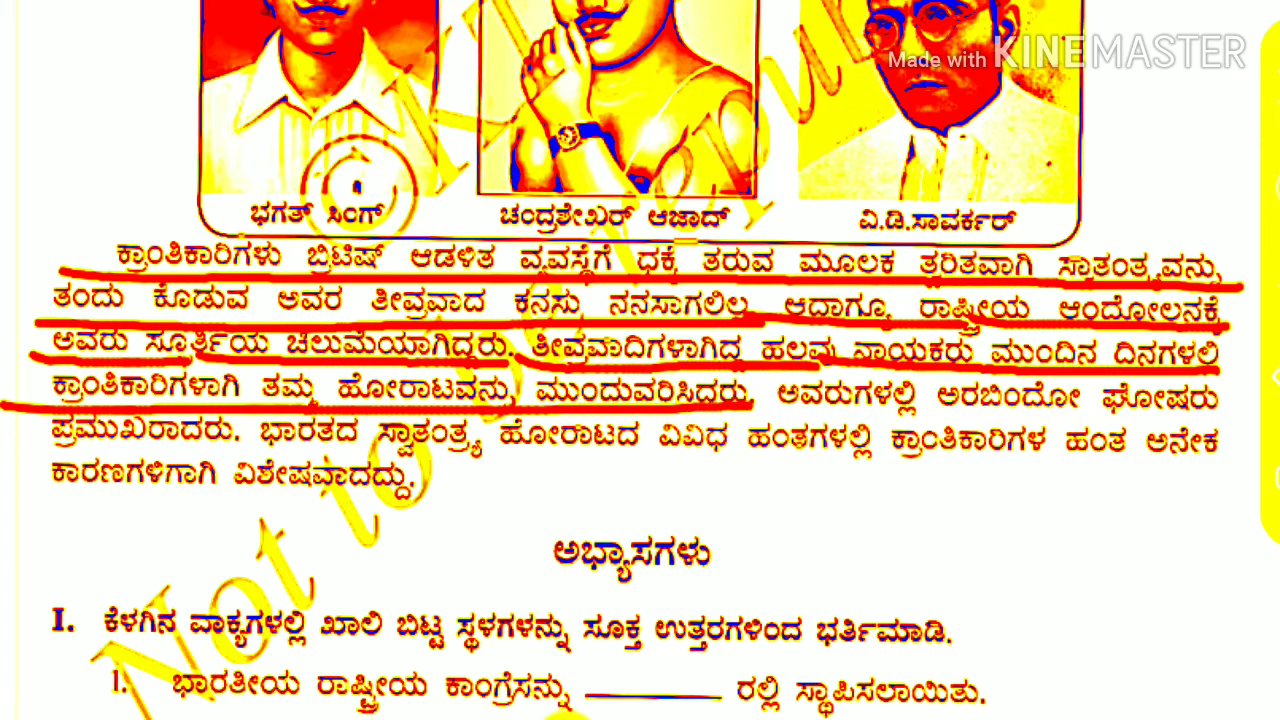 Made with KINEMASTER
ಭಗತ್ ಸಿಂಗ್ ಚಂದ್ರಶೇಖರ್ ಆಜಾದ್ ವಿ.ಡಿ.ಸಾವರ್ಕರ್
ಕ್ರಾಂತಿಕಾರಿಗಳು ಬ್ರಿಟಿಷ್ ಆಡಳಿತ ವ್ಯವಸ್ಥೆಗೆ ಧಕ್ಕೆ ತರುವ ಮೂಲಕ ತ್ವರಿತವಾಗಿ ಸ್ವಾತಂತ್ರ್ಯವನ್ನು
ತಂದು ಕೊಡುವ ಅವರ ತೀವ್ರವಾದ ಕನಸು ನನಸಾಗಲಿಲ್ಲ. ಆದಾಗ್ಯೂ ರಾಷ್ಟ್ರೀಯ ಆಂದೋಲನಕ್ಕೆ
ಅವರು ಸ್ಫೂರ್ತಿಯ ಚಿಲುಮೆಯಾಗಿದ್ದರು. ತೀವ್ರವಾದಿಗಳಾಗಿದ್ದ ಹಲವು ನಾಯಕರು ಮುಂದಿನ ದಿನಗಳಲ್ಲಿ
ಕ್ರಾಂತಿಕಾರಿಗಳಾಗಿ ತಮ್ಮ ಹೋರಾಟವನ್ನು ಮುಂದುವರಿಸಿದರು. ಅವರುಗಳಲ್ಲಿ ಅರಬಿಂದೋ ಘೋಷರು
ಪ್ರಮುಖರಾದರು. ಭಾರತದ ಸ್ವಾತಂತ್ರ್ಯ ಹೋರಾಟದ ವಿವಿಧ ಹಂತಗಳಲ್ಲಿ ಕ್ರಾಂತಿಕಾರಿಗಳ ಹಂತ ಅನೇಕ
ಕಾರಣಗಳಿಗಾಗಿ ವಿಶೇಷವಾದದ್ದು.
ಅಭ್ಯಾಸಗಳು
I. ಕೆಳಗಿನ ವಾಕ್ಯಗಳಲ್ಲಿ ಖಾಲಿ ಬಿಟ್ಟ ಸ್ಥಳಗಳನ್ನು ಸೂಕ್ತ ಉತ್ತರಗಳಿಂದ ಭರ್ತಿಮಾಡಿ.
1. ಭಾರತೀಯ ರಾಷ್ಟ್ರೀಯ ಕಾಂಗ್ರೆಸನ್ನು ________ ರಲ್ಲಿ ಸ್ಥಾಪಿಸಲಾಯಿತು.
Not to